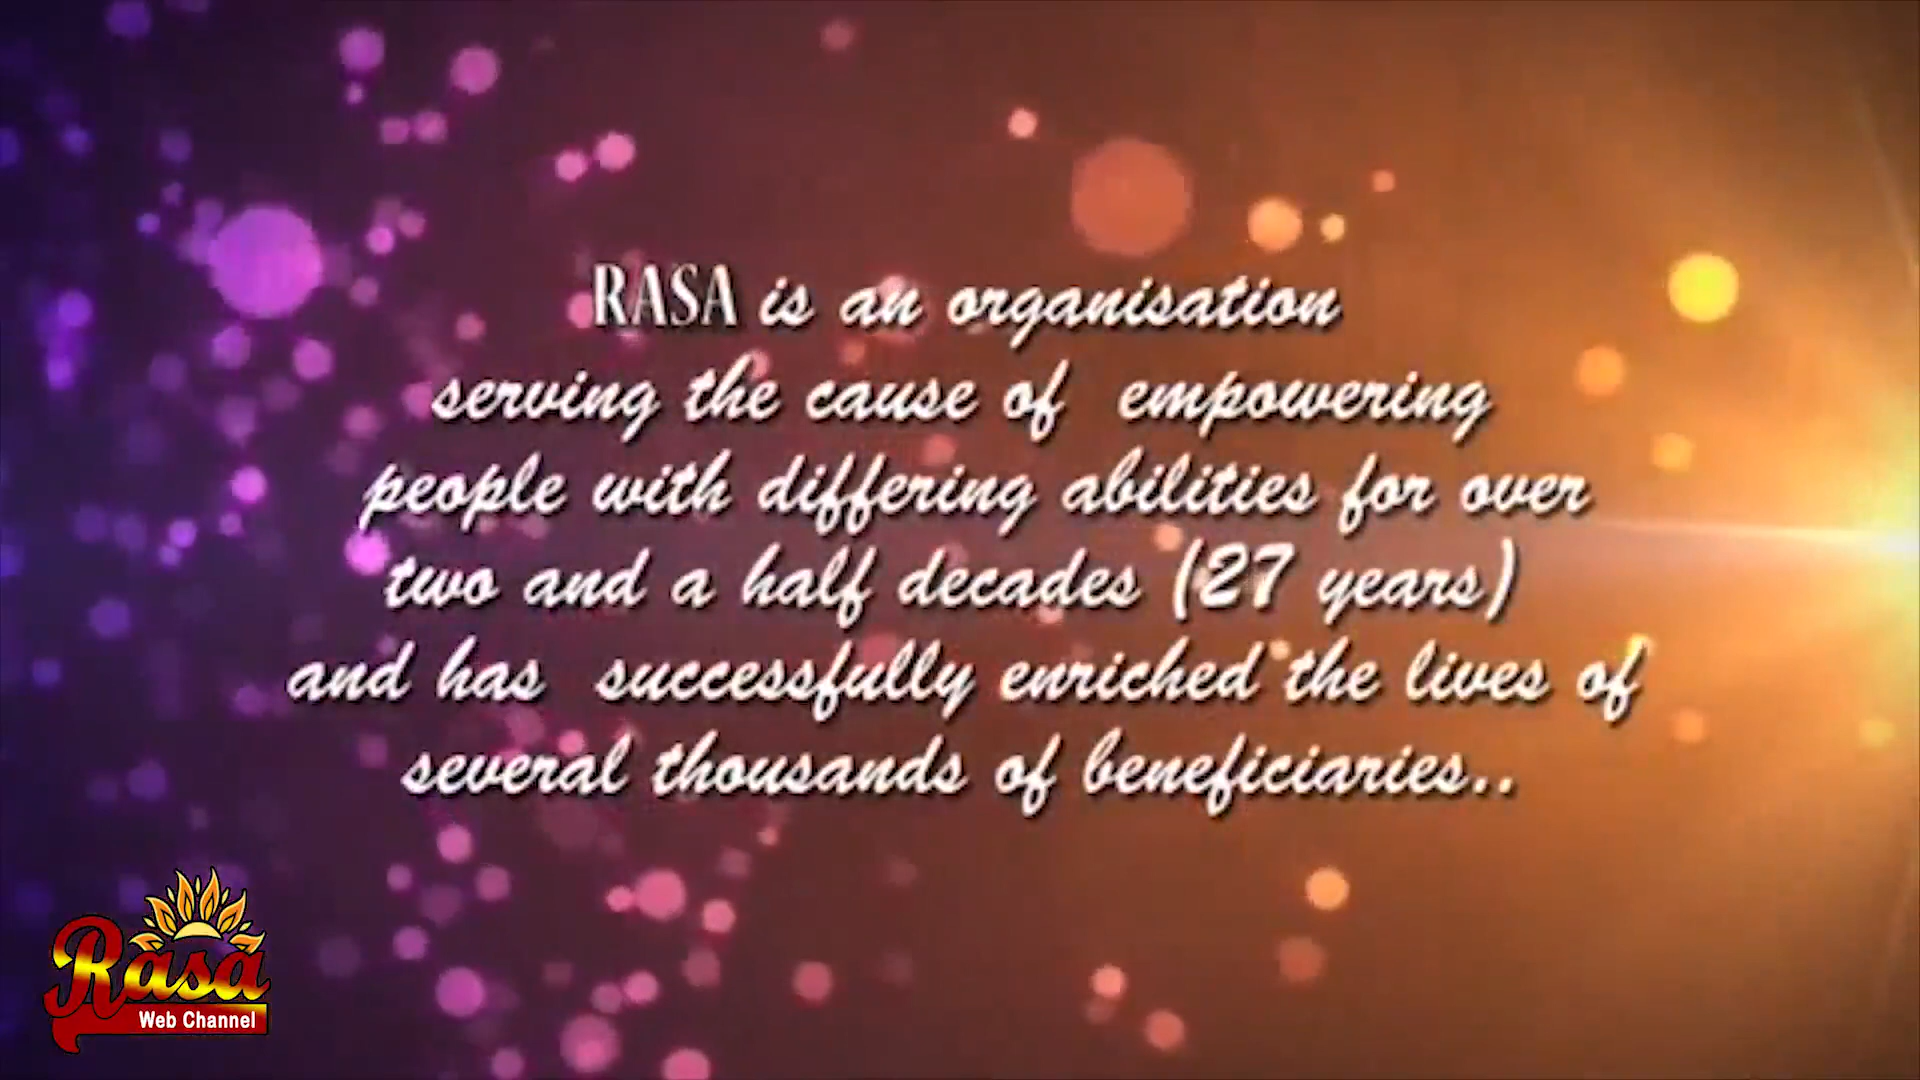 RASA is an organisation
serving the cause of empowering
people with differing abilities for over
two and a half decades (27 years)
and has successfully enriched the lives of
several thousands of beneficiaries..
Rasa
Web Channel